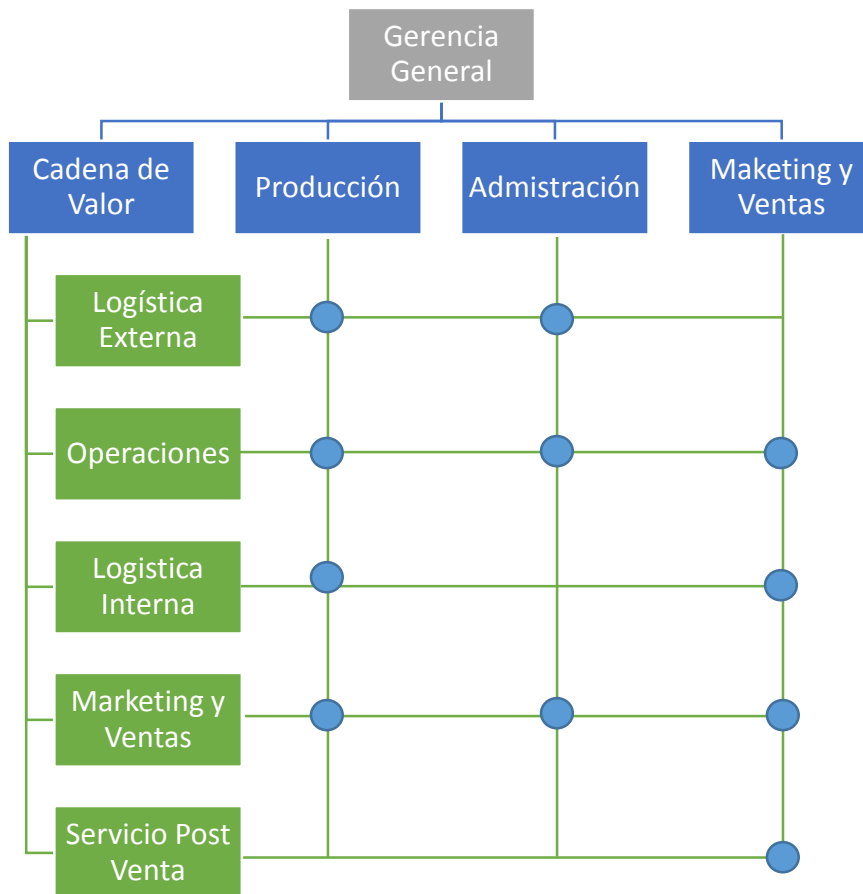 Gerencia
General
Cadena de
Valor
Producción
Admistración
Maketing y
Ventas
Logística
Externa
Operaciones
Logistica
Interna
Marketing y
Ventas
Servicio Post
Venta